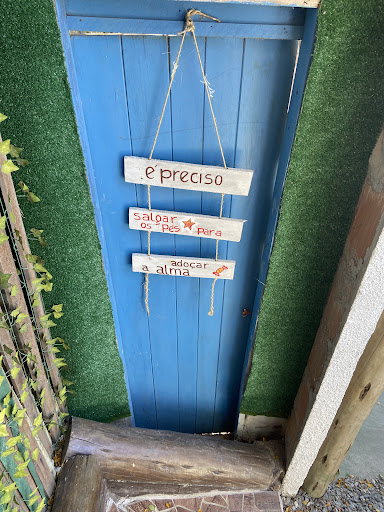 é preciso
salgar
os pés para
adoçar
a alma